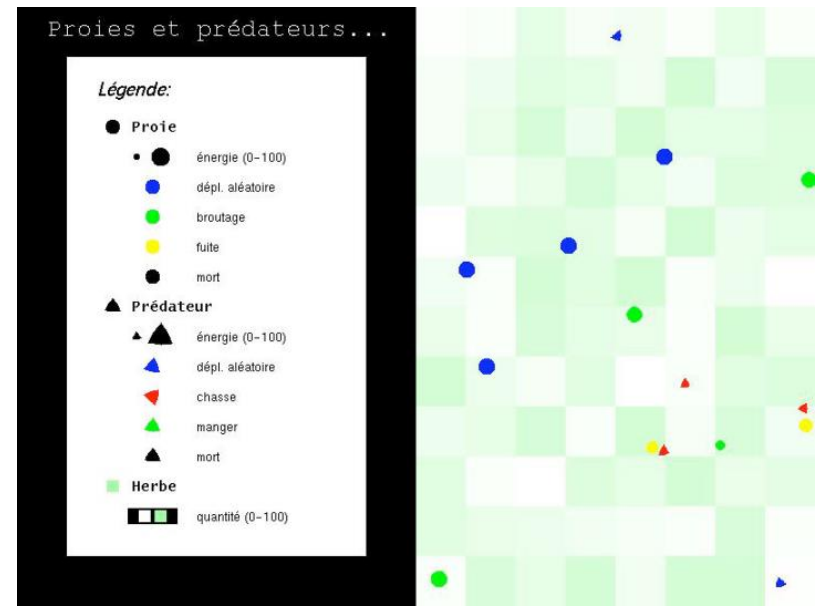 Proies et prédateurs...
Légende:
Proie
énergie (0-100)
dépl. aléatoire
broutage
fuite
mort
Prédateur
énergie (0-100)
dépl. aléatoire
chasse
manger
mort
Herbe
quantité (0-100)